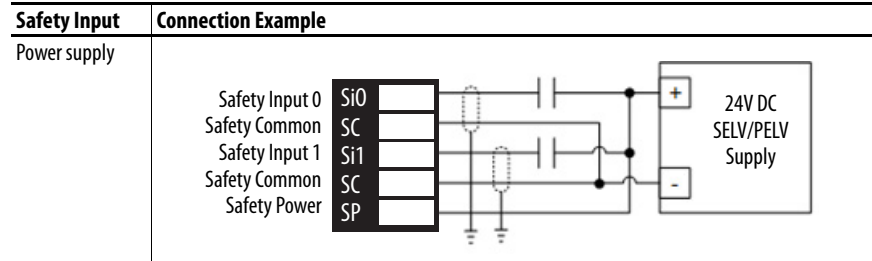 Safety Input Connection Example
Power supply
Safety Input 0 Si0
Safety Common SC
Safety Input 1 Si1
Safety Common SC
Safety Power SP
+
24V DC
SELV/PELV
Supply
-